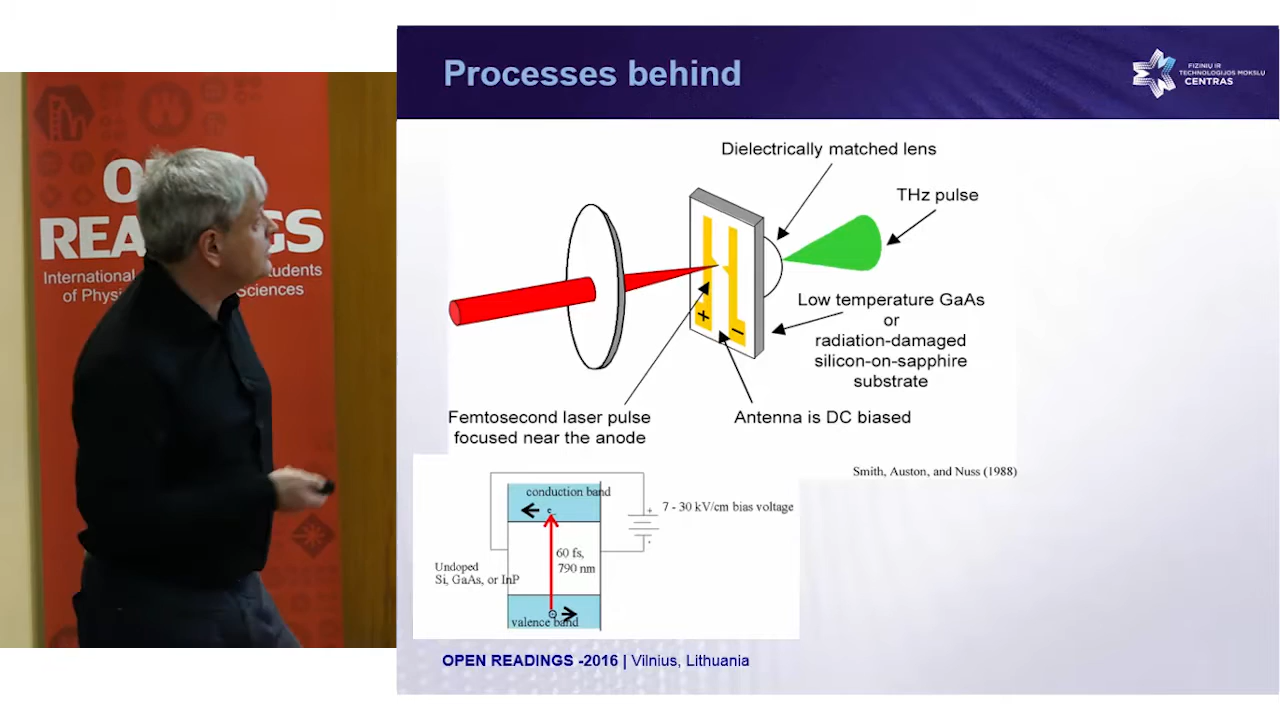 OPEN
READINGS
International
of Physics
students
Sciences
Processes behind
FIZINIŲ IR
TECHNOLOGIJOS MOKSLŲ
CENTRAS
Dielectrically matched lens
THz pulse
Low temperature GaAs
or
radiation-damaged
silicon-on-sapphire
substrate
+
–
Femtosecond laser pulse
focused near the anode
Antenna is DC biased
Smith, Auston, and Nuss (1988)
conduction band
e-
+
7 - 30 kV/cm bias voltage
-
60 fs,
790 nm
Undoped
Si, GaAs, or InP
+
valence band
OPEN READINGS -2016 | Vilnius, Lithuania